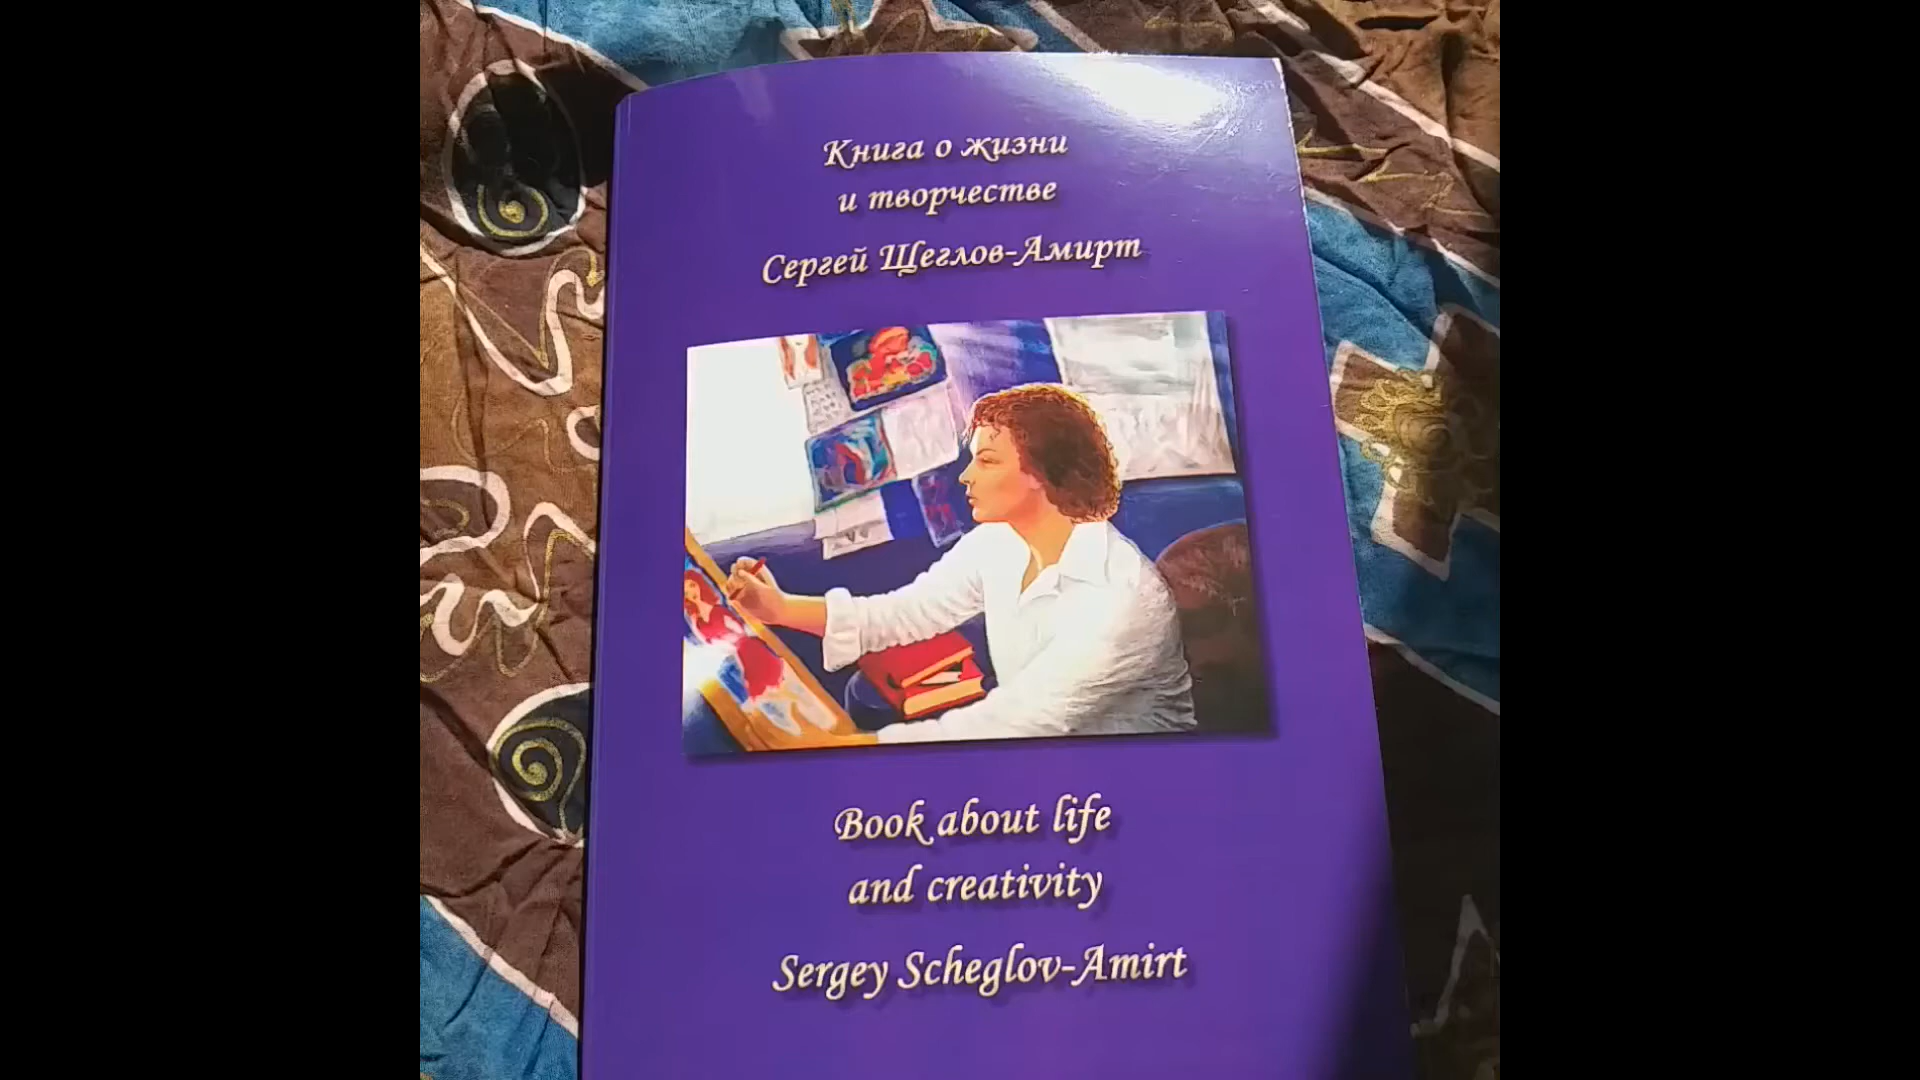 Книга о жизни
и творчестве
Сергей Щеглов-Амирт
Book about life
and creativity
Sergey Scheglov-Amirt